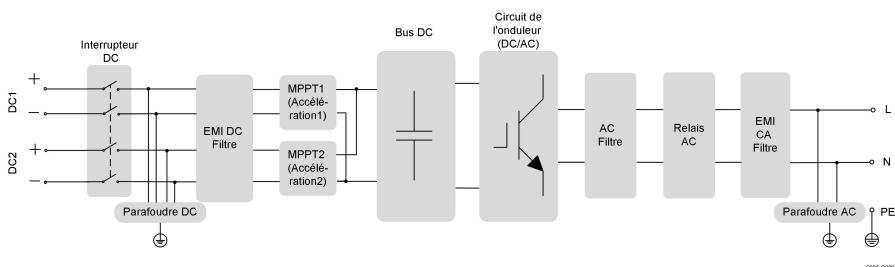 Circuit de
l'onduleur
(DC/AC)
Bus DC
Interrupteur
DC
DC1
+
−
DC2
+
−
EMI DC
Filtre
MPPT1
(Accélé-
ration1)
MPPT2
(Accélé-
ration2)
AC
Filtre
Relais
AC
EMI
CA
Filtre
L
N
PE
Parafoudre DC
Parafoudre AC